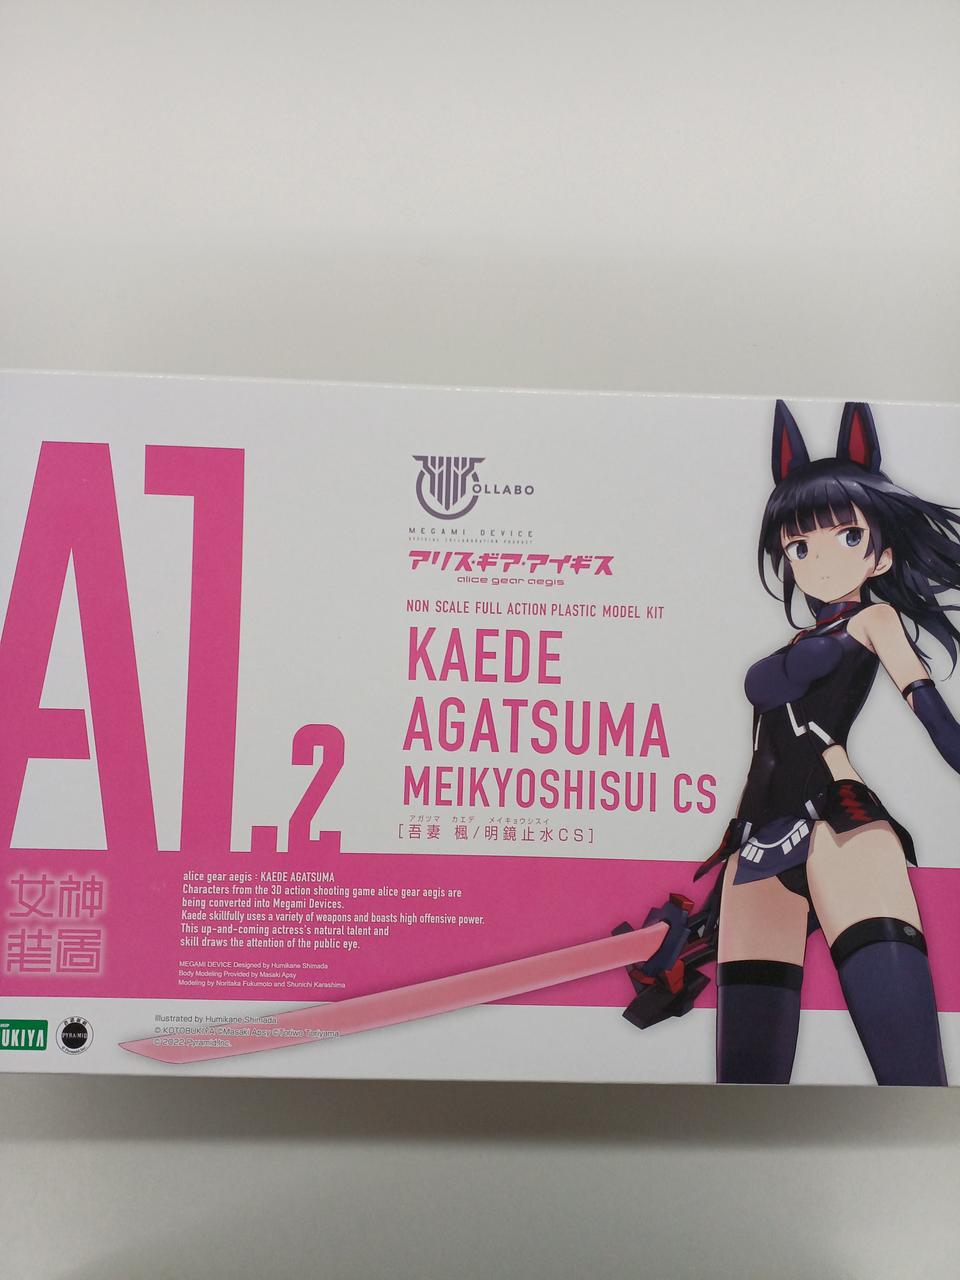 A1.2
OLLABO
MEGAMI DEVICE
OFFICIAL COLLABORATION PRODUCT
アリス・ギア・アイギス
alice gear aegis
NON SCALE FULL ACTION PLASTIC MODEL KIT
KAEDE
AGATSUMA
MEIKYOSHISUI CS
アガツマ カエデ メイキョウシスイ
[吾妻 楓/明鏡止水CS]
女神
装置
alice gear aegis : KAEDE AGATSUMA
Characters from the 3D action shooting game alice gear aegis are
being converted into Megami Devices.
Kaede skillfully uses a variety of weapons and boasts high offensive power.
This up-and-coming actress's natural talent and
skill draws the attention of the public eye.
MEGAMI DEVICE Designed by Humikane Shimada
Body Modeling Provided by Masaki Apsy
Modeling by Noritaka Fukumoto and Shunichi Karashima
Illustrated by Humikane Shimada
© KOTOBUKIYA ©Masaki Apsy ©Toriwo Toriyama
© 2022 Pyramid,Inc.
UKIYA
PYRAMID